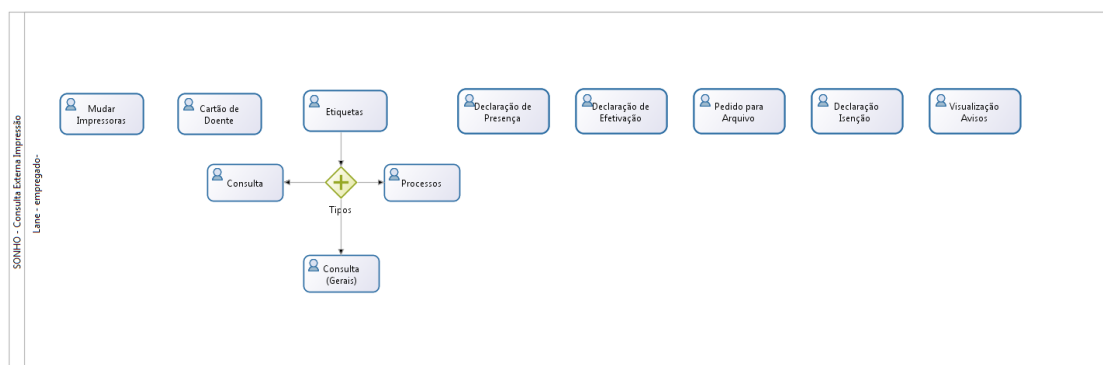 SONHO - Consulta Externa Impressão
Lane - empregado-
Mudar
Impressoras
Cartão de
Doente
Etiquetas
Declaração de
Presença
Declaração de
Efetivação
Pedido para
Arquivo
Declaração
Isenção
Visualização
Avisos
Consulta
Processos
Tipos
Consulta
(Gerais)